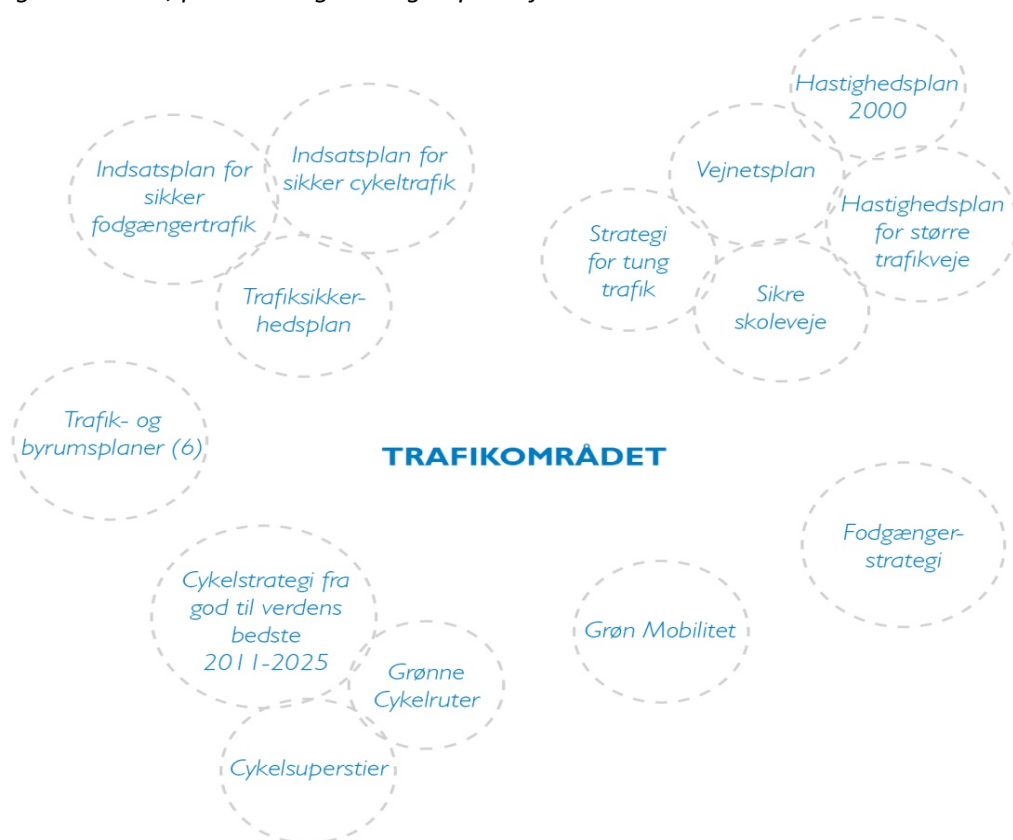 Hastighedsplan
2000
Indsatsplan for
sikker cykeltrafik
Indsatsplan for
sikker
fodgængertrafik
Vejnetsplan
Hastighedsplan
for større
trafikveje
Strategi
for tung
trafik
Sikre
skoleveje
Trafiksikker-
hedsplan
Trafik- og
byrumsplaner (6)
TRAFIKOMRÅDET
Fodgænger-
strategi
Cykelstrategi fra
god til verdens
bedste
2011-2025
Grøn Mobilitet
Grønne
Cykelruter
Cykelsuperstier